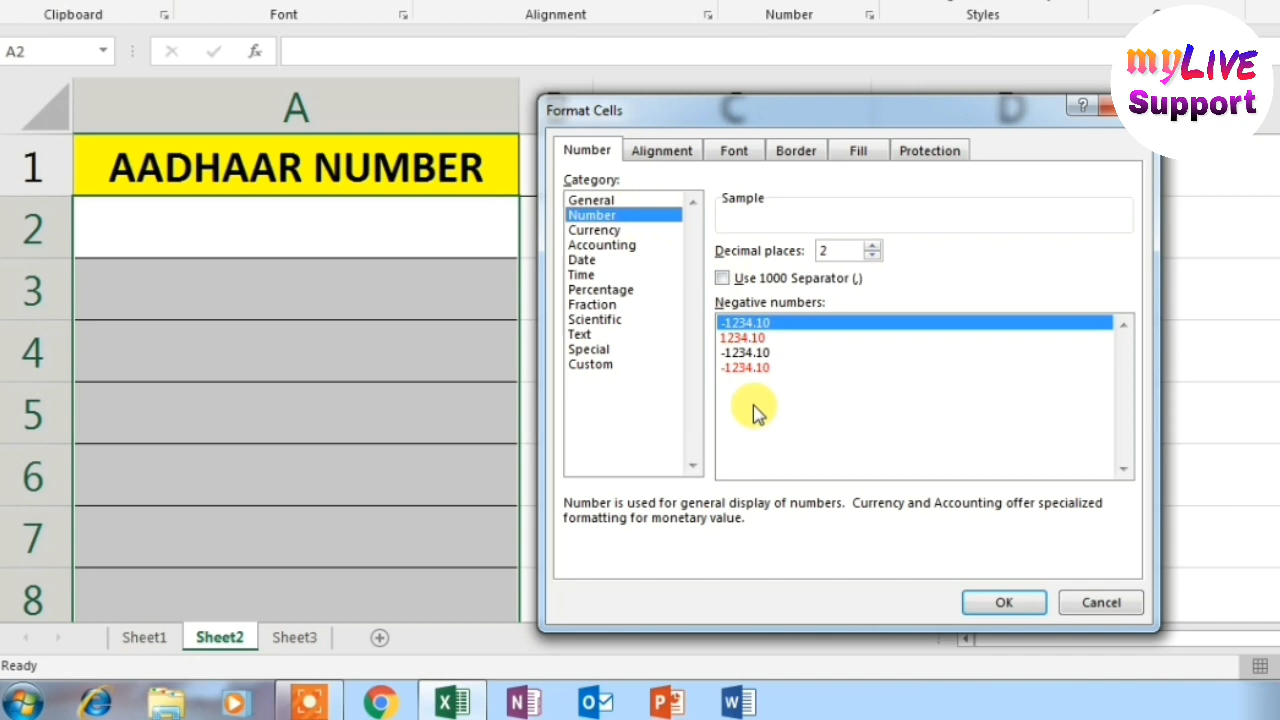 Clipboard
Font
Alignment
Number
Styles
A2
fx
myLIVE
Support
A
C
D
1
AADHAAR NUMBER
2
3
4
5
6
7
8
Format Cells
?
Number
Alignment
Font
Border
Fill
Protection
Category:
General
Number
Currency
Accounting
Date
Time
Percentage
Fraction
Scientific
Text
Special
Custom
Sample
Decimal places: 2
Use 1000 Separator (,)
Negative numbers:
-1234.10
1234.10
-1234.10
-1234.10
Number is used for general display of numbers. Currency and Accounting offer specialized
formatting for monetary value.
OK
Cancel
Sheet1
Sheet2
Sheet3
Ready